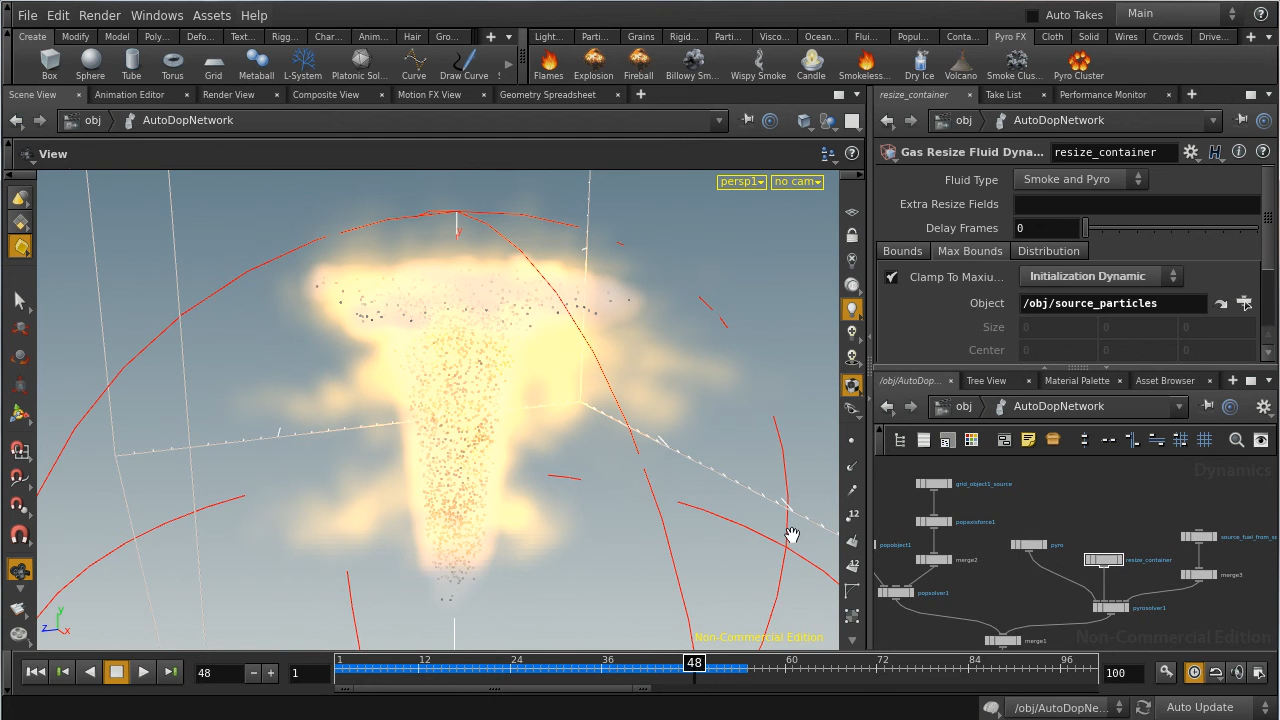 File Edit Render Windows Assets Help Auto Takes Main
Create Modify Model Poly... Defo... Text... Rigg... Char... Anim... Hair Gro... Light... Parti... Grains Rigid... Parti... Visco... Ocean... Flui... Popul... Conta... Pyro FX Cloth Solid Wires Crowds Drive...
Box Sphere Tube Torus Grid Metaball L-System Platonic Sol... Curve Draw Curve Flames Explosion Fireball Billowy Sm... Wispy Smoke Candle Smokeless... Dry Ice Volcano Smoke Clus... Pyro Cluster
Scene View Animation Editor Render View Composite View Motion FX View Geometry Spreadsheet resize_container Take List Performance Monitor
obj AutoDopNetwork obj AutoDopNetwork
View Gas Resize Fluid Dyna... resize_container
persp1 no cam
Fluid Type Smoke and Pyro
Extra Resize Fields
Delay Frames 0
Bounds Max Bounds Distribution
Clamp To Maxiu... Initialization Dynamic
Object /obj/source_particles
Size 0 0 0
Center 0 0 0
/obj/AutoDop... Tree View Material Palette Asset Browser
obj AutoDopNetwork
Dynamics
grid_object1_source
popaxisforce1
popobject1 merge2 pyro resize_container
merge3
popsolver1 pyrosolver1
merge1
12
12
y
z x
y
Non-Commercial Edition Non-Commercial Edition
48 1 1 12 24 36 48 60 72 84 96 100
/obj/AutoDopNe... Auto Update